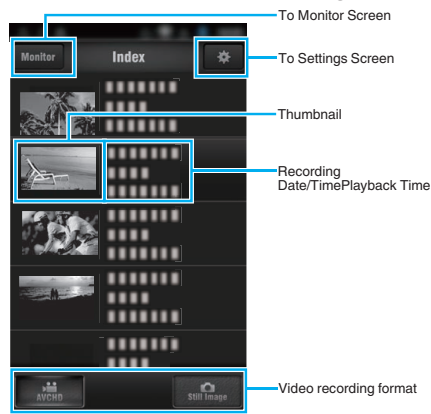 To Monitor Screen
Monitor
Index
To Settings Screen
Thumbnail
Recording
Date/TimePlayback Time
AVCHD
Still Image
Video recording format